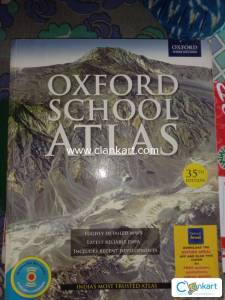 OXFORD
OXFORD
SCHOOL
ATLAS
www.clankart.com
35TH
EDITION
HIGHLY DETAILED MAPS
LATEST RELIABLE DATA
INCLUDES RECENT DEVELOPMENTS
INDIA'S MOST TRUSTED ATLAS
Clankart